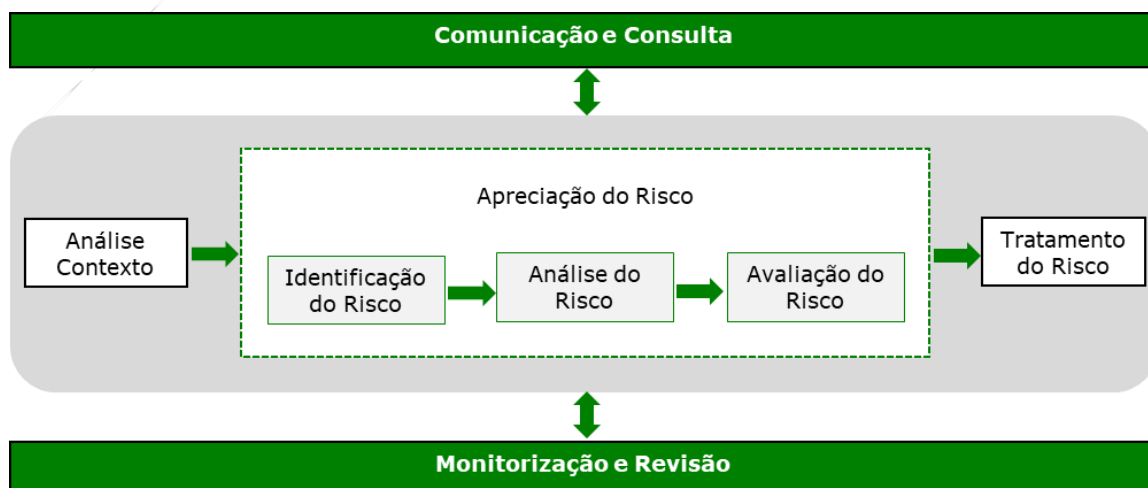 Comunicação e Consulta
Apreciação do Risco
Análise
Contexto
Identificação
do Risco
Análise do
Risco
Avaliação do
Risco
Tratamento
do Risco
Monitorização e Revisão